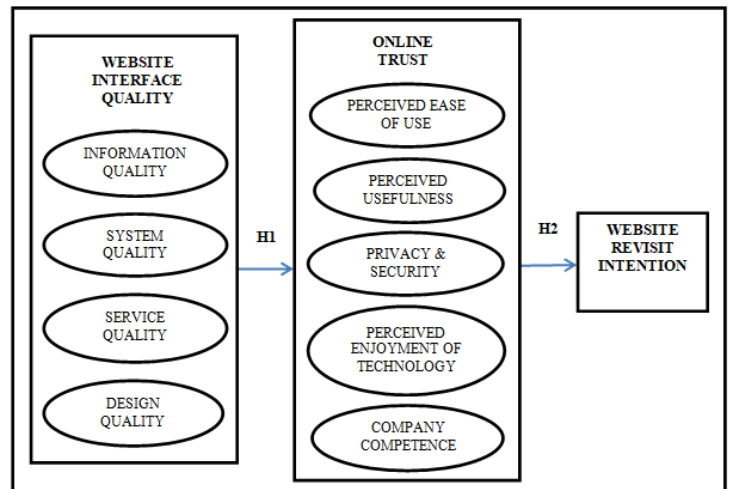 WEBSITE
INTERFACE
QUALITY
INFORMATION
QUALITY
SYSTEM
QUALITY
SERVICE
QUALITY
DESIGN
QUALITY
H1
ONLINE
TRUST
PERCEIVED EASE
OF USE
PERCEIVED
USEFULNESS
PRIVACY &
SECURITY
PERCEIVED
ENJOYMENT OF
TECHNOLOGY
COMPANY
COMPETENCE
H2
WEBSITE
REVISIT
INTENTION